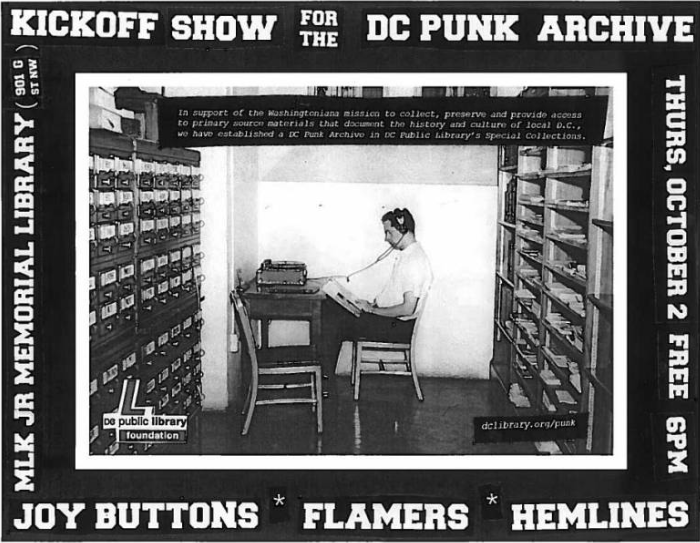 KICKOFF SHOW FOR THE DC PUNK ARCHIVE
MLK JR MEMORIAL LIBRARY (901 G ST NW)
In support of the Washingtoniana mission to collect, preserve and provide access
to primary source materials that document the history and culture of local D.C.,
we have established a DC Punk Archive in DC Public Library's Special Collections.
THURS, OCTOBER 2 FREE 6PM
DC public library
foundation
dclibrary.org/punk
JOY BUTTONS * FLAMERS * HEMLINES